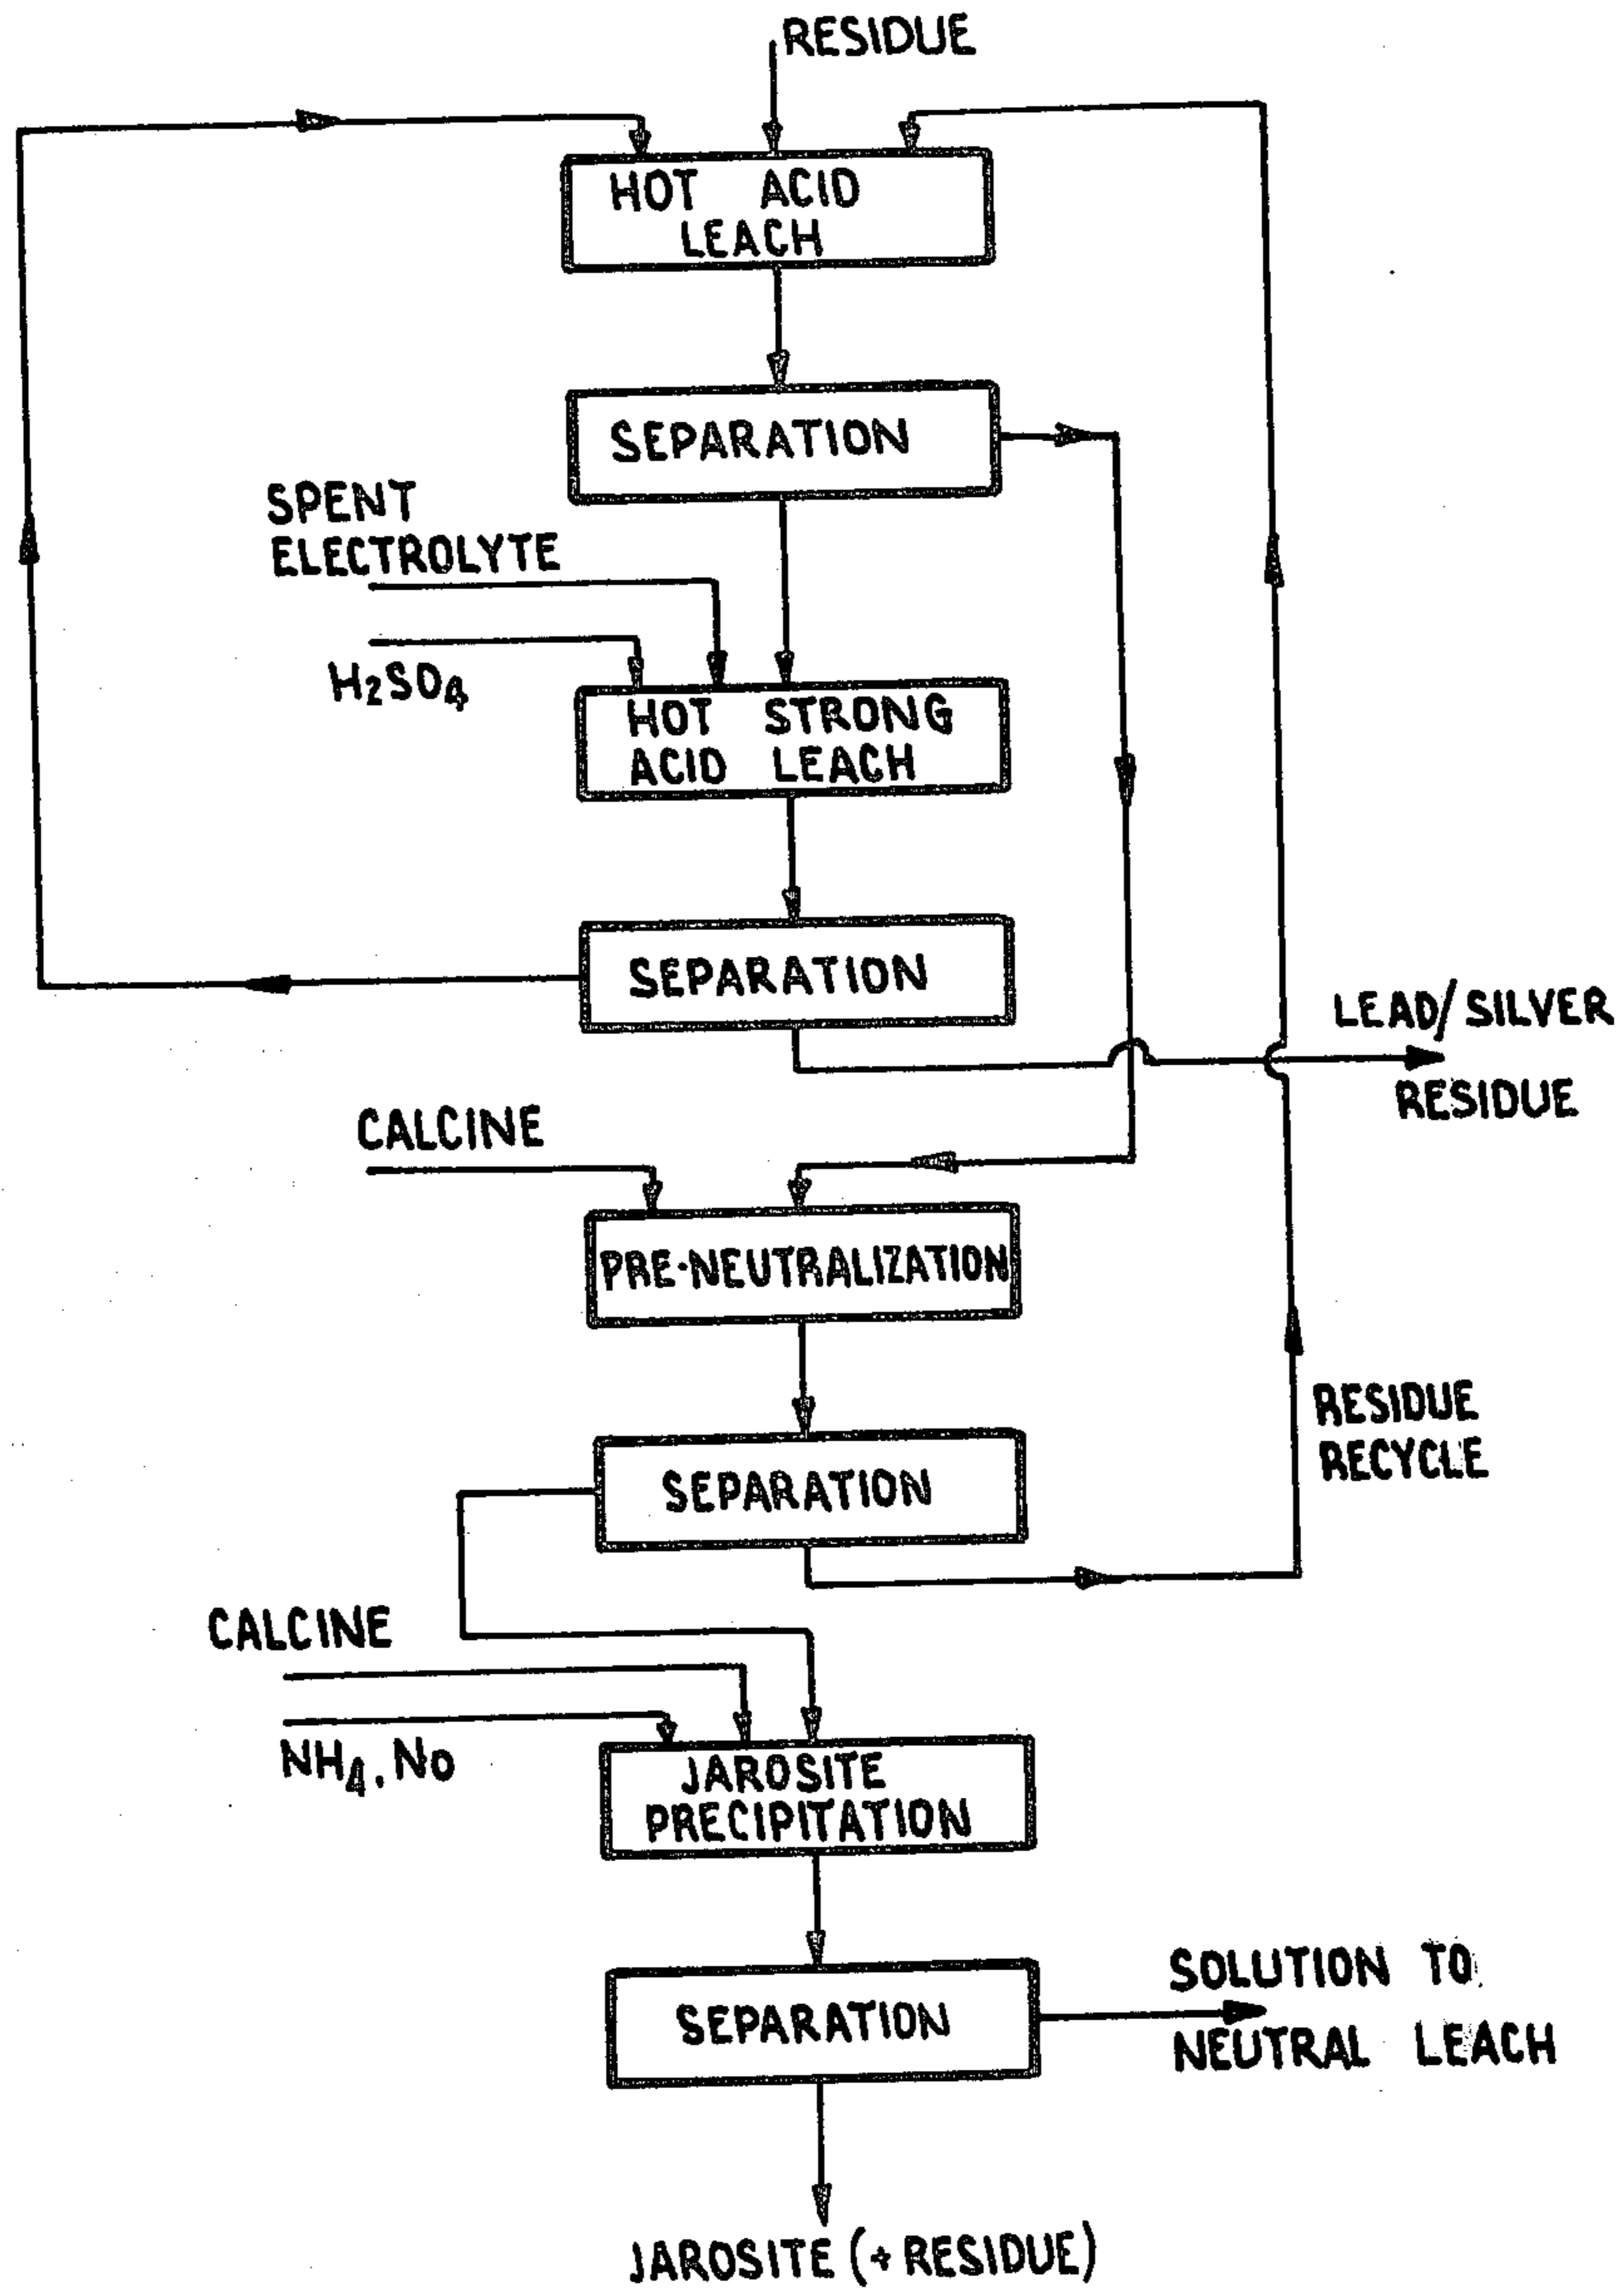 RESIDUE
HOT ACID
LEACH
SEPARATION
SPENT
ELECTROLYTE
H2SO4
HOT STRONG
ACID LEACH
SEPARATION
LEAD/SILVER
RESIDUE
CALCINE
PRE-NEUTRALIZATION
RESIDUE
RECYCLE
SEPARATION
CALCINE
NH4, No
JAROSITE
PRECIPITATION
SEPARATION
SOLUTION TO
NEUTRAL LEACH
JAROSITE (+ RESIDUE)